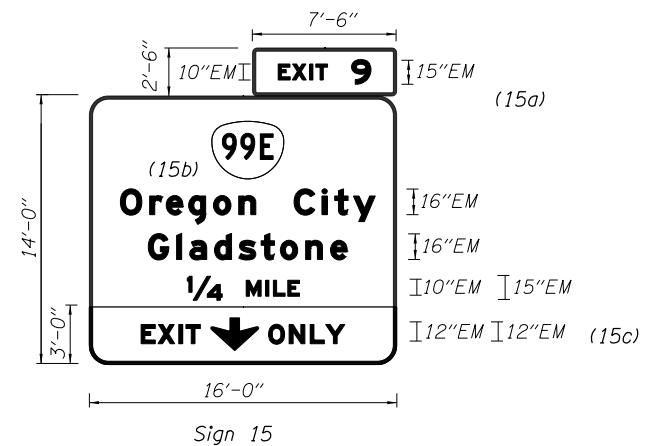 7'-6"
2'-6" 10"EM EXIT 9 15"EM
(15a)
99E
(15b)
Oregon City 16"EM
Gladstone 16"EM
14'-0"
1/4 MILE 10"EM 15"EM
3'-0" EXIT ONLY 12"EM 12"EM (15c)
16'-0"
Sign 15